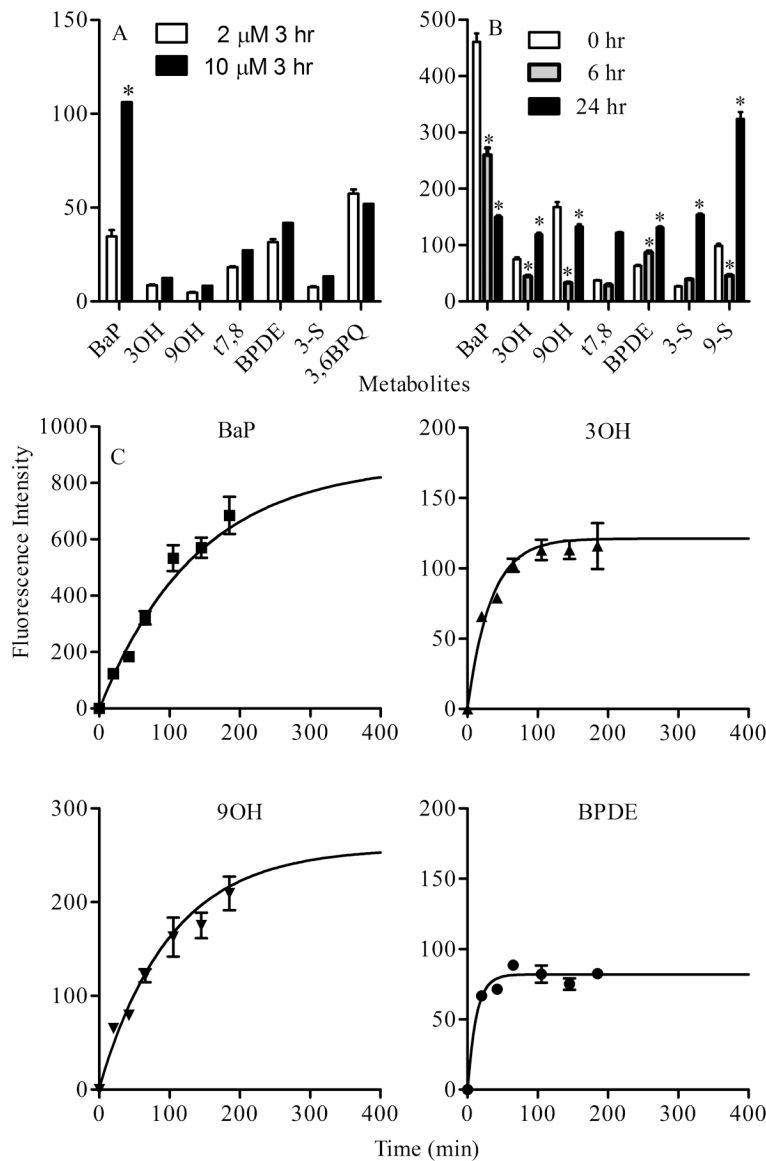 A
2 µM 3 hr
10 µM 3 hr
150
100
50
0
*
BaP
3OH
9OH
t7,8
BPDE
3-S
3,6BPQ
B
0 hr
6 hr
24 hr
500
400
300
200
100
0
* * * * * * * * * * * *
BaP
3OH
9OH
t7,8
BPDE
3-S
9-S
Metabolites
Fluorescence Intensity
C
BaP
1000
800
600
400
200
0
0 100 200 300 400
3OH
200
150
100
50
0
0 100 200 300 400
9OH
300
200
100
0
0 100 200 300 400
BPDE
200
150
100
50
0
0 100 200 300 400
Time (min)